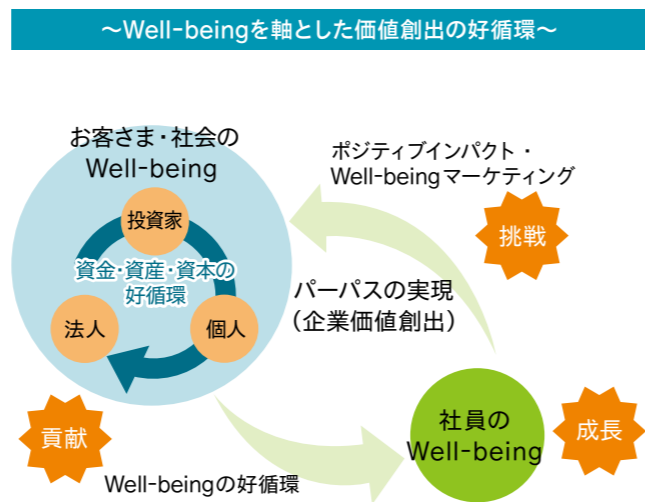 ～Well-beingを軸とした価値創出の好循環～
お客さま・社会の
Well-being
投資家
資金・資産・資本の
好循環
法人
個人
ポジティブインパクト・
Well-beingマーケティング
挑戦
パーパスの実現
（企業価値創出）
貢献
社員の
Well-being
成長
Well-beingの好循環